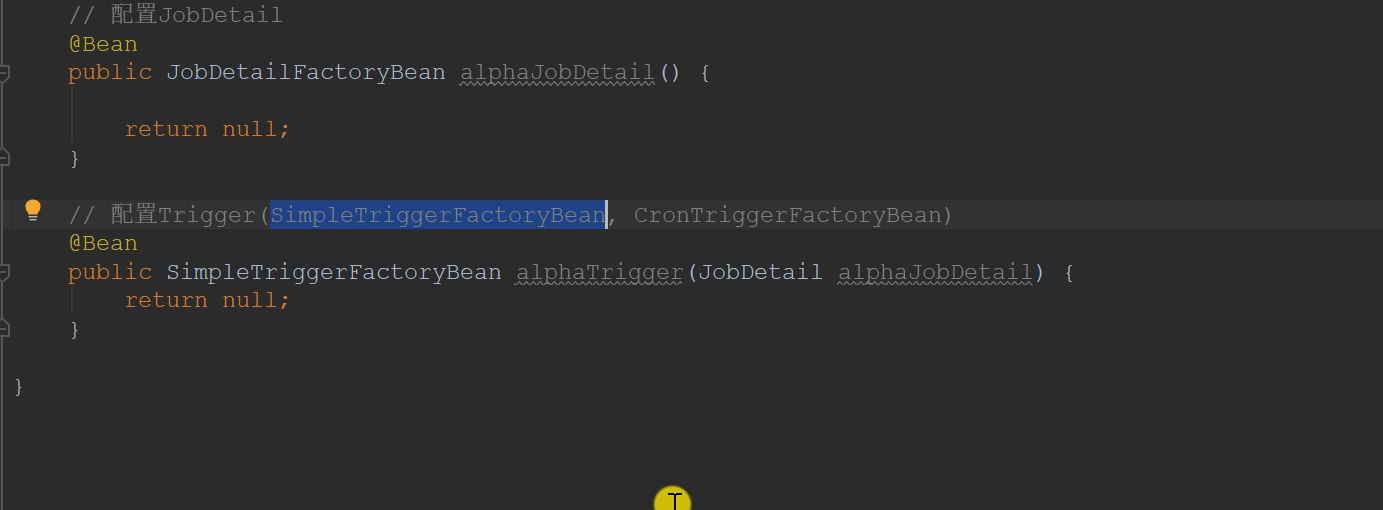 // 配置JobDetail
@Bean
public JobDetailFactoryBean alphaJobDetail() {
return null;
}
// 配置Trigger(SimpleTriggerFactoryBean, CronTriggerFactoryBean)
@Bean
public SimpleTriggerFactoryBean alphaTrigger(JobDetail alphaJobDetail) {
return null;
}
}